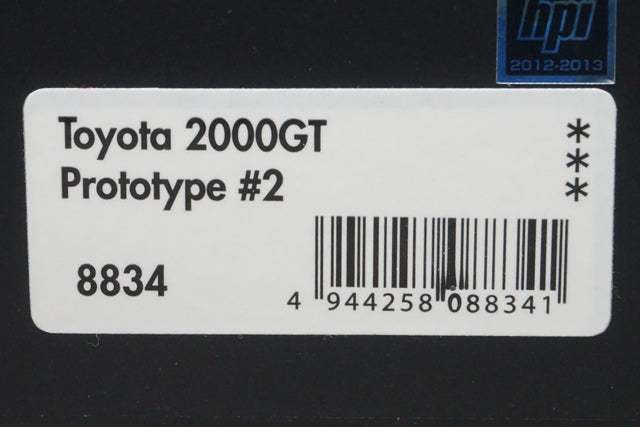 hpi
2012-2013
Toyota 2000GT
Prototype #2
***
8834
4 944258 088341